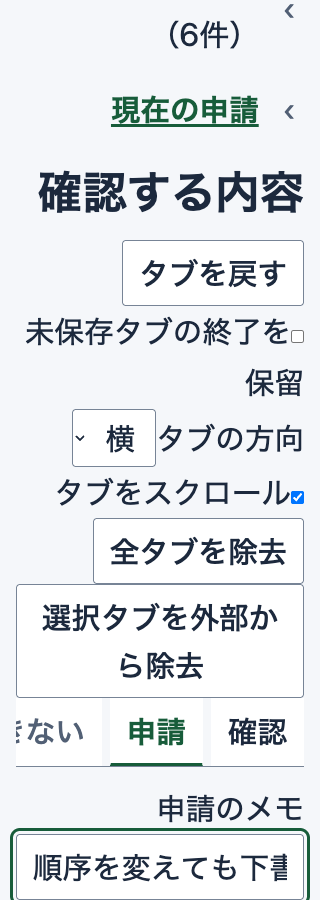 （6件）
現在の申請
確認する内容
タブを戻す
未保存タブの終了を
保留
タブの方向
横
タブをスクロール
全タブを除去
選択タブを外部か
ら除去
確認
申請
きない
申請のメモ
順序を変えても下書